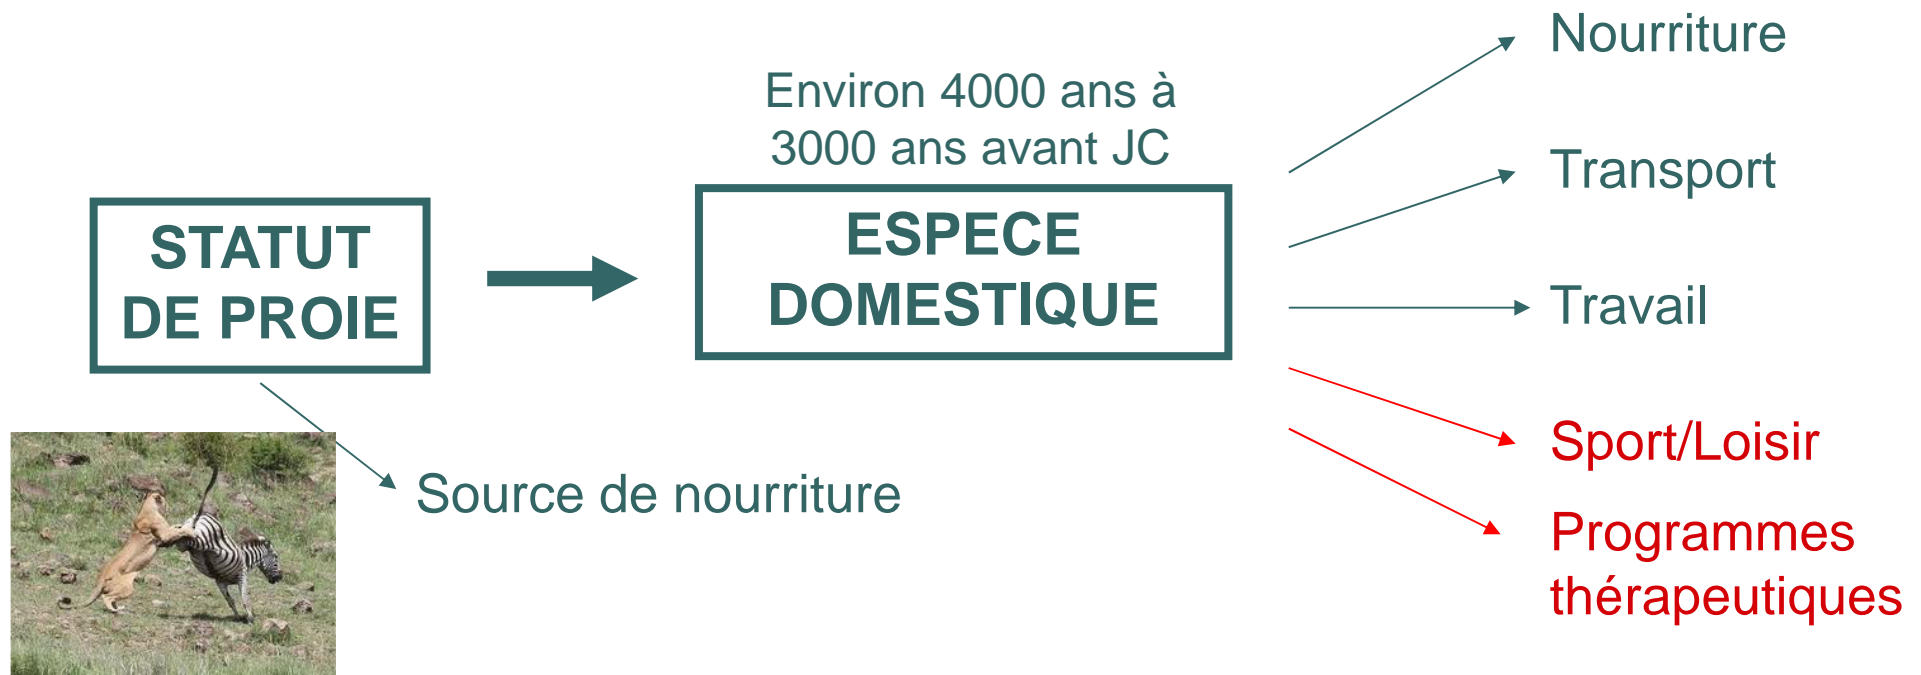 STATUT
DE PROIE
Source de nourriture
Environ 4000 ans à
3000 ans avant JC
ESPECE
DOMESTIQUE
Nourriture
Transport
Travail
Sport/Loisir
Programmes
thérapeutiques